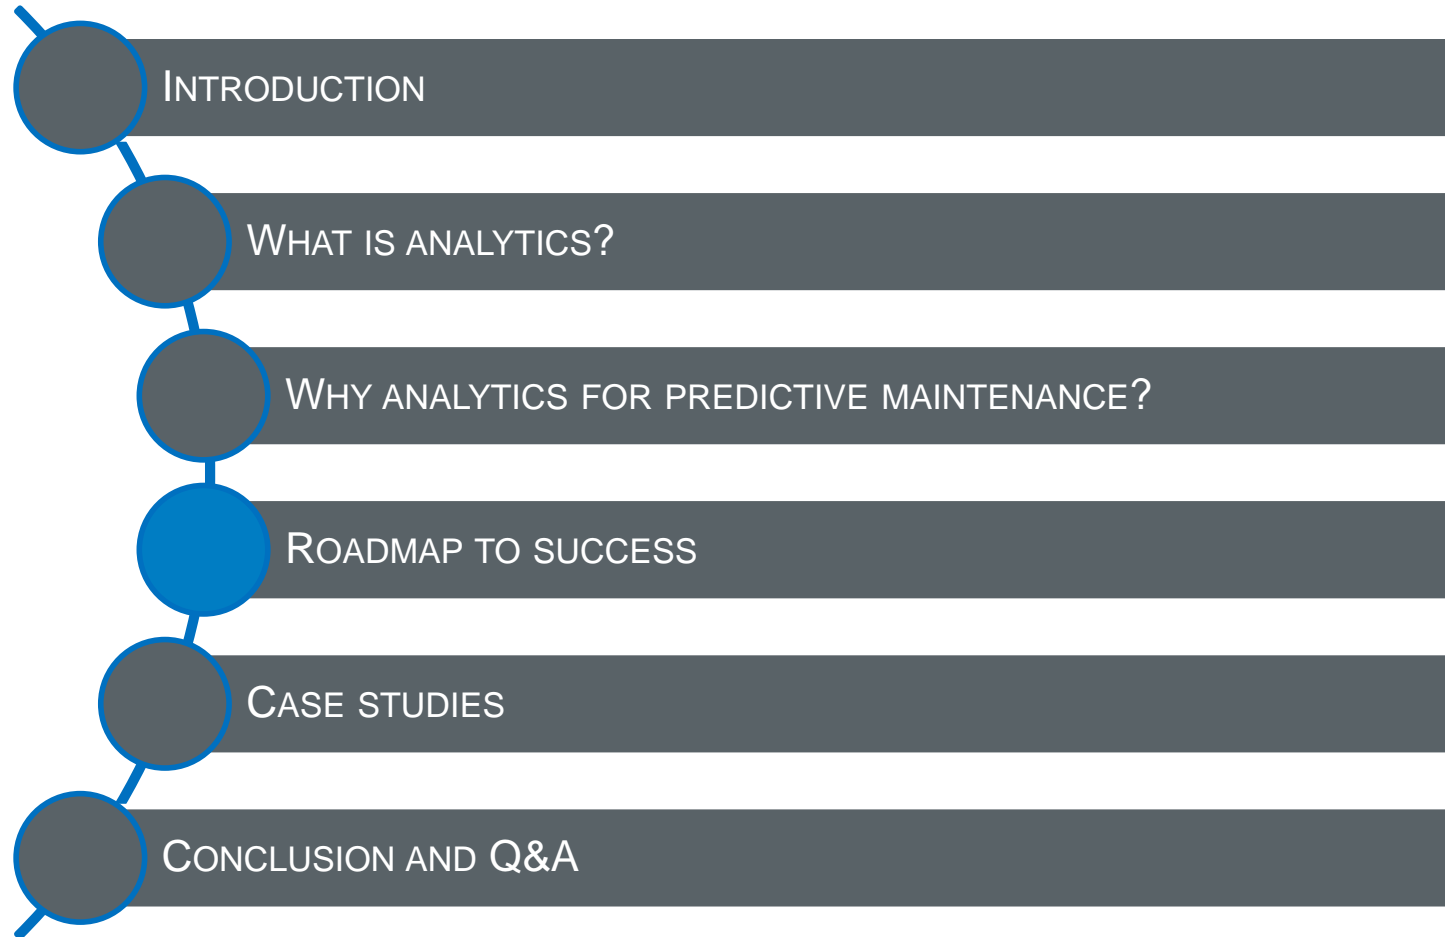 INTRODUCTION
WHAT IS ANALYTICS?
WHY ANALYTICS FOR PREDICTIVE MAINTENANCE?
ROADMAP TO SUCCESS
CASE STUDIES
CONCLUSION AND Q&A